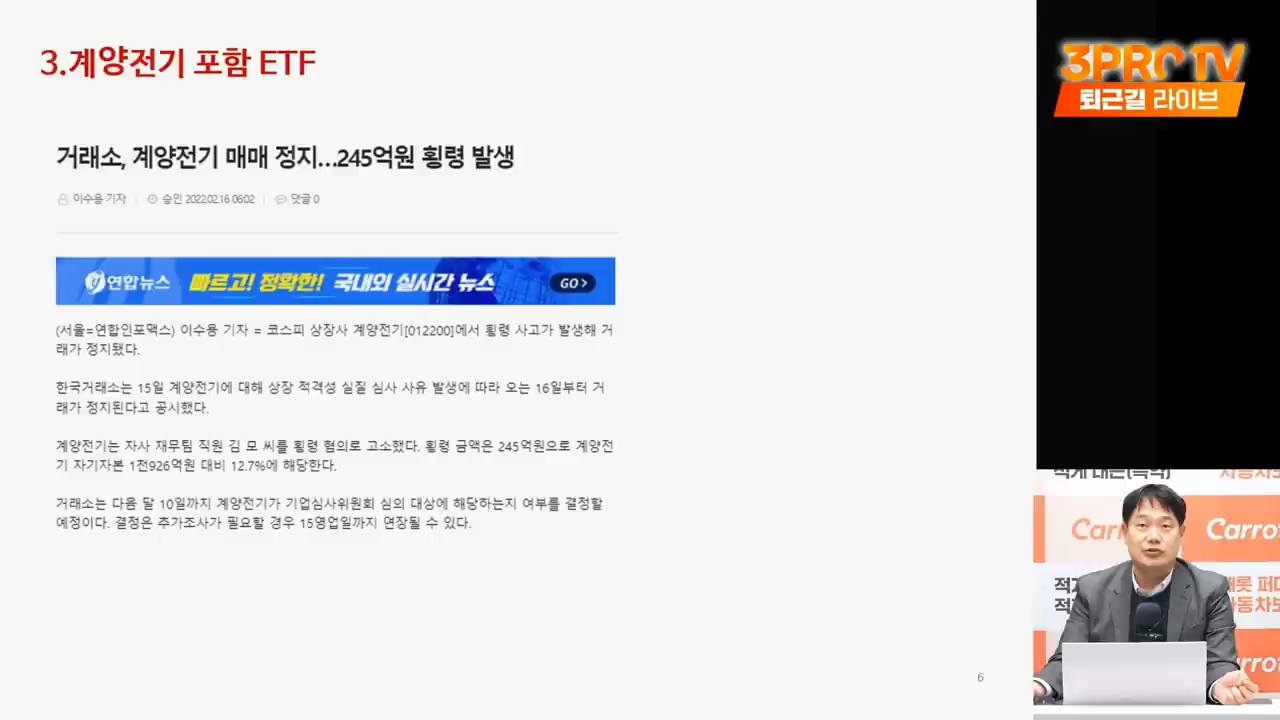 3.계양전기 포함 ETF
거래소, 계양전기 매매 정지...245억원 횡령 발생
이수용 기자 | 승인 2022.02.16 06:02 | 댓글 0
연합뉴스 빠르고! 정확한! 국내외 실시간 뉴스 GO >
(서울=연합인포맥스) 이수용 기자 = 코스피 상장사 계양전기[012200]에서 횡령 사고가 발생해 거
래가 정지됐다.
한국거래소는 15일 계양전기에 대해 상장 적격성 실질 심사 사유 발생에 따라 오는 16일부터 거
래가 정지된다고 공시했다.
계양전기는 자사 재무팀 직원 김 모 씨를 횡령 혐의로 고소했다. 횡령 금액은 245억원으로 계양전
기 자기자본 1천926억원 대비 12.7%에 해당한다.
거래소는 다음 달 10일까지 계양전기가 기업심사위원회 심의 대상에 해당하는지 여부를 결정할
예정이다. 결정은 추가조사가 필요할 경우 15영업일까지 연장될 수 있다.
6
3PRO TV
퇴근길 라이브